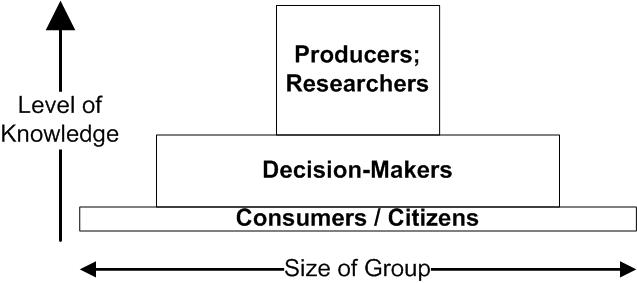 Producers;
Researchers
Level of
Knowledge
Decision-Makers
Consumers / Citizens
Size of Group